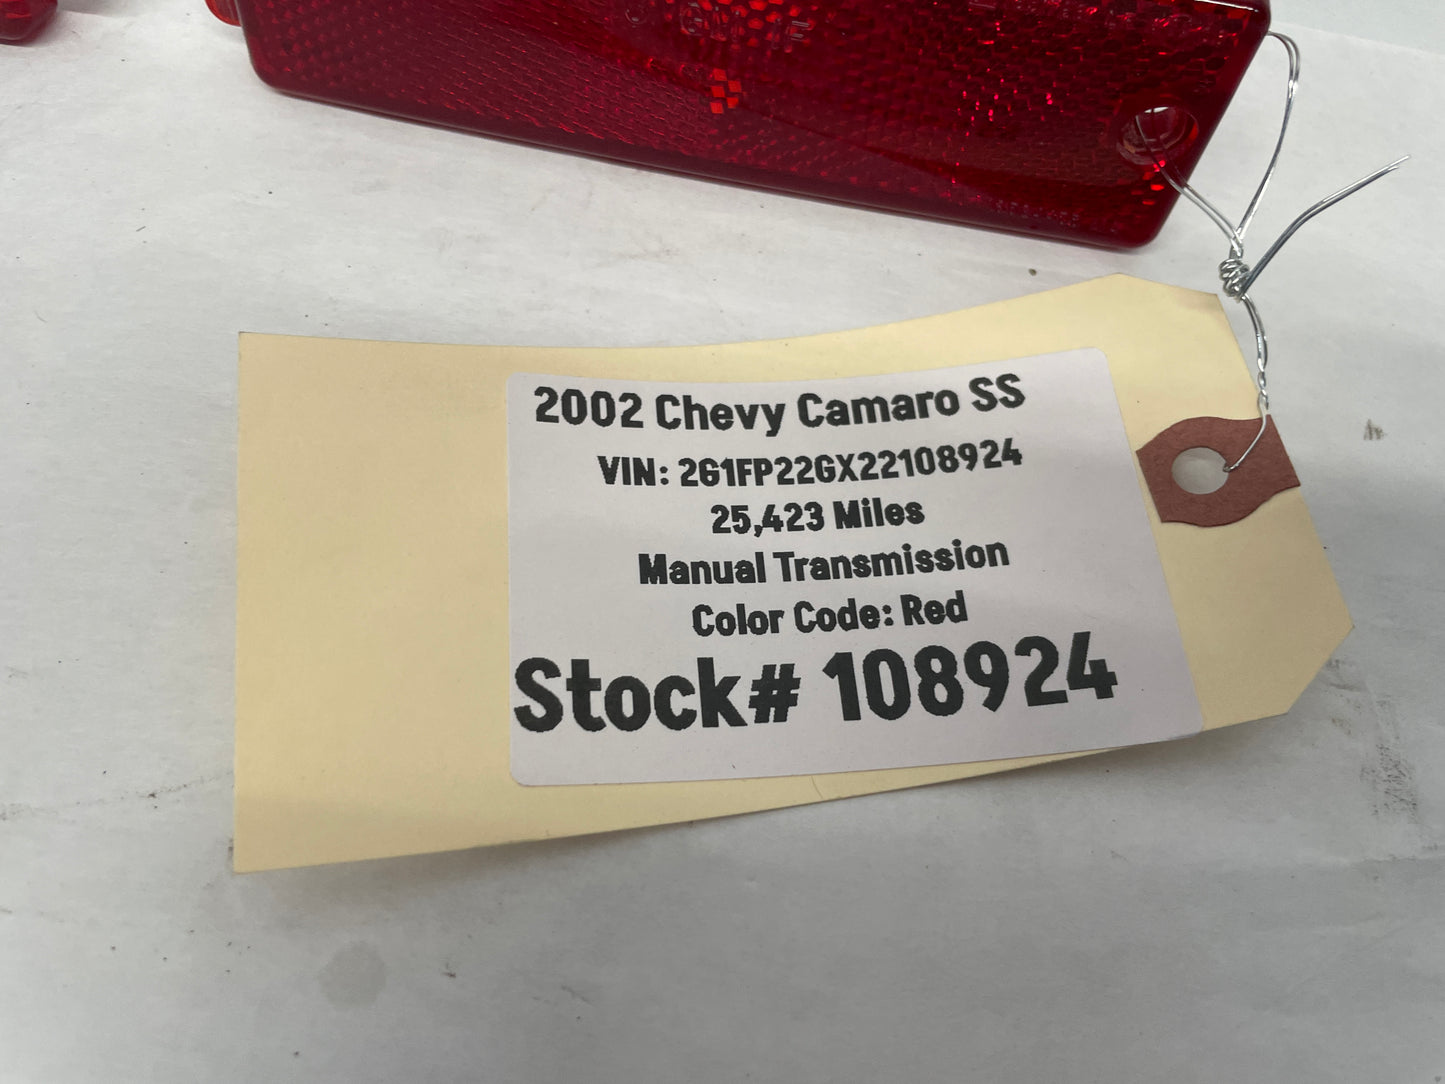 2002 Chevy Camaro SS
VIN: 2G1FP22GX22108924
25,423 Miles
Manual Transmission
Color Code: Red
Stock# 108924